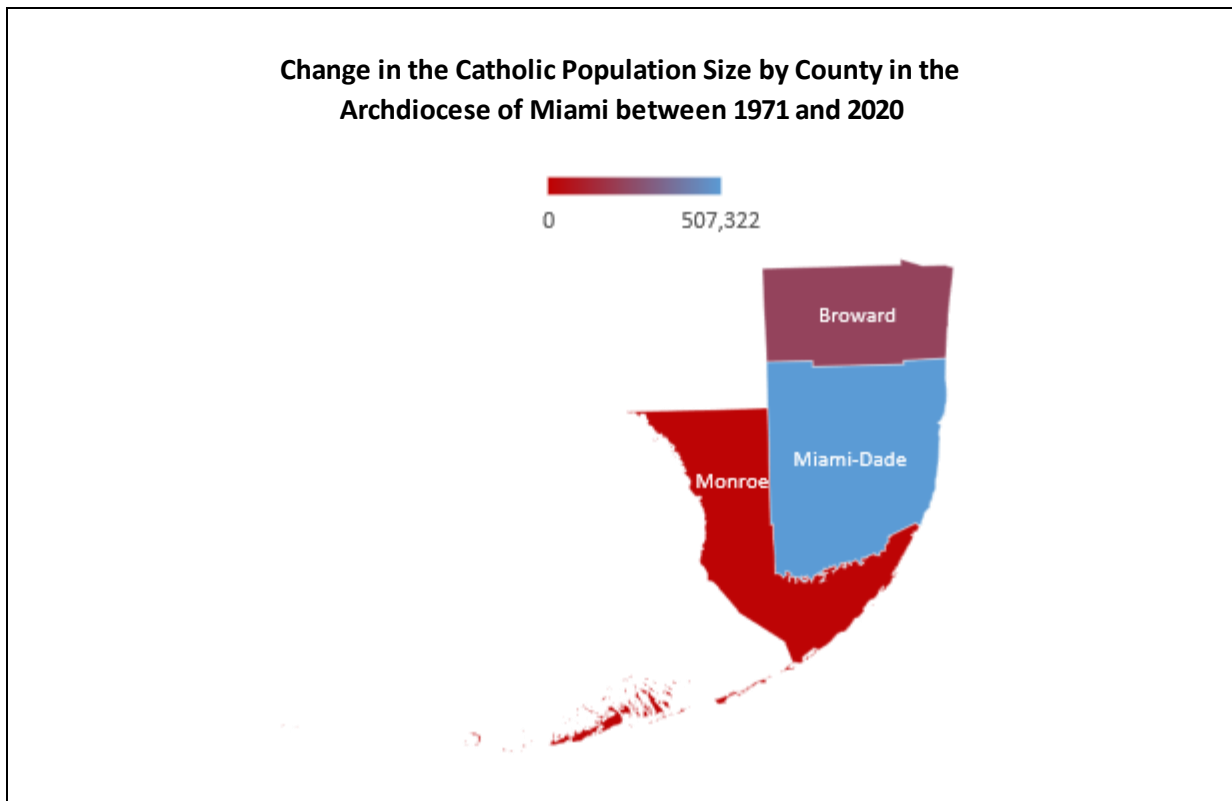 Change in the Catholic Population Size by County in the
Archdiocese of Miami between 1971 and 2020
0 507,322
Broward
Miami-Dade
Monroe